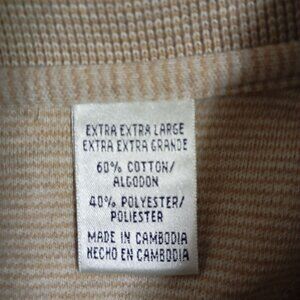 EXTRA EXTRA LARGE
EXTRA EXTRA GRANDE
60% COTTON/
ALGODON
40% POLYESTER/
POLIESTER
MADE IN CAMBODIA
HECHO EN CAMBODIA